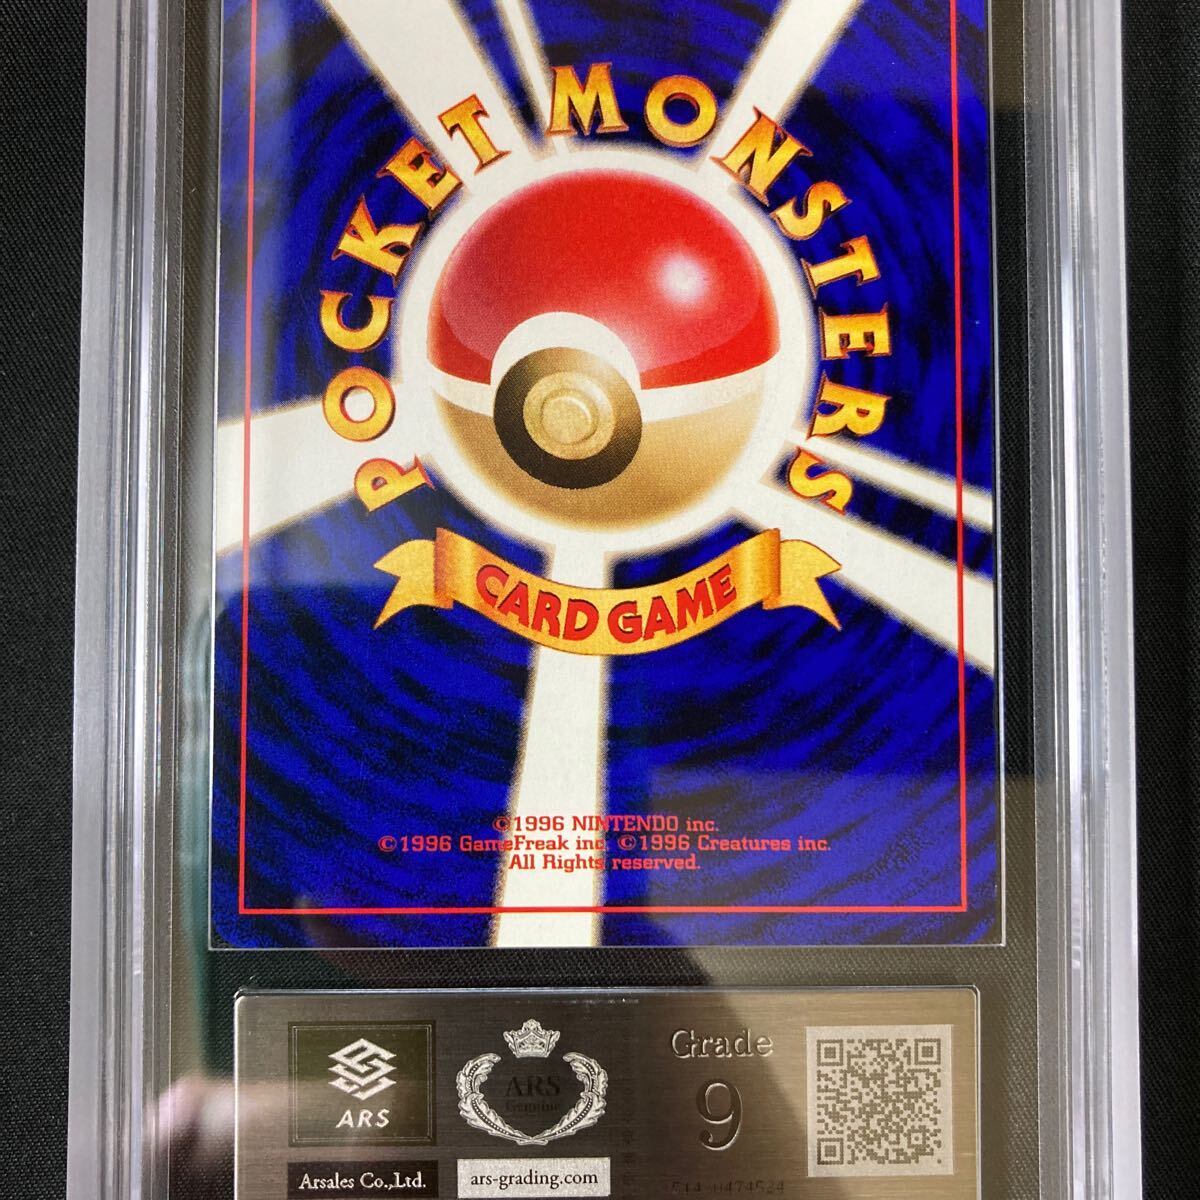 POCKET MONSTERS
CARD GAME
©1996 NINTENDO inc.
©1996 GameFreak inc. ©1996 Creatures inc.
All Rights reserved.
ARS
Arsales Co.,Ltd.
ARS
Genuine
ars-grading.com
Grade
9